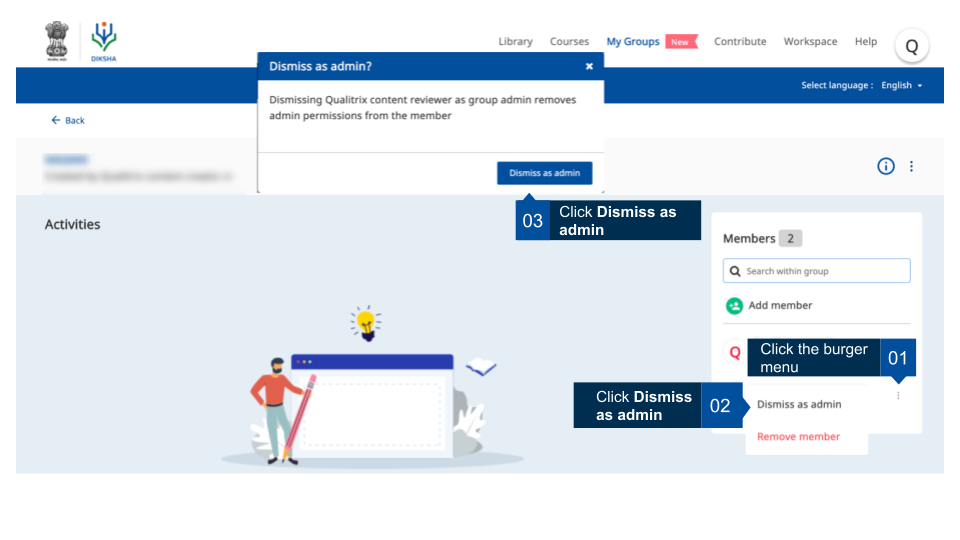 DIKSHA
Library Courses My Groups New Contribute Workspace Help Q
Dismiss as admin? ×
Select language : English
Dismissing Qualitrix content reviewer as group admin removes
admin permissions from the member
← Back
Dismiss as admin
03 Click Dismiss as
admin
Activities
Members 2
Search within group
Add member
Q
Click the burger
menu 01
Click Dismiss
as admin 02
Dismiss as admin
Remove member